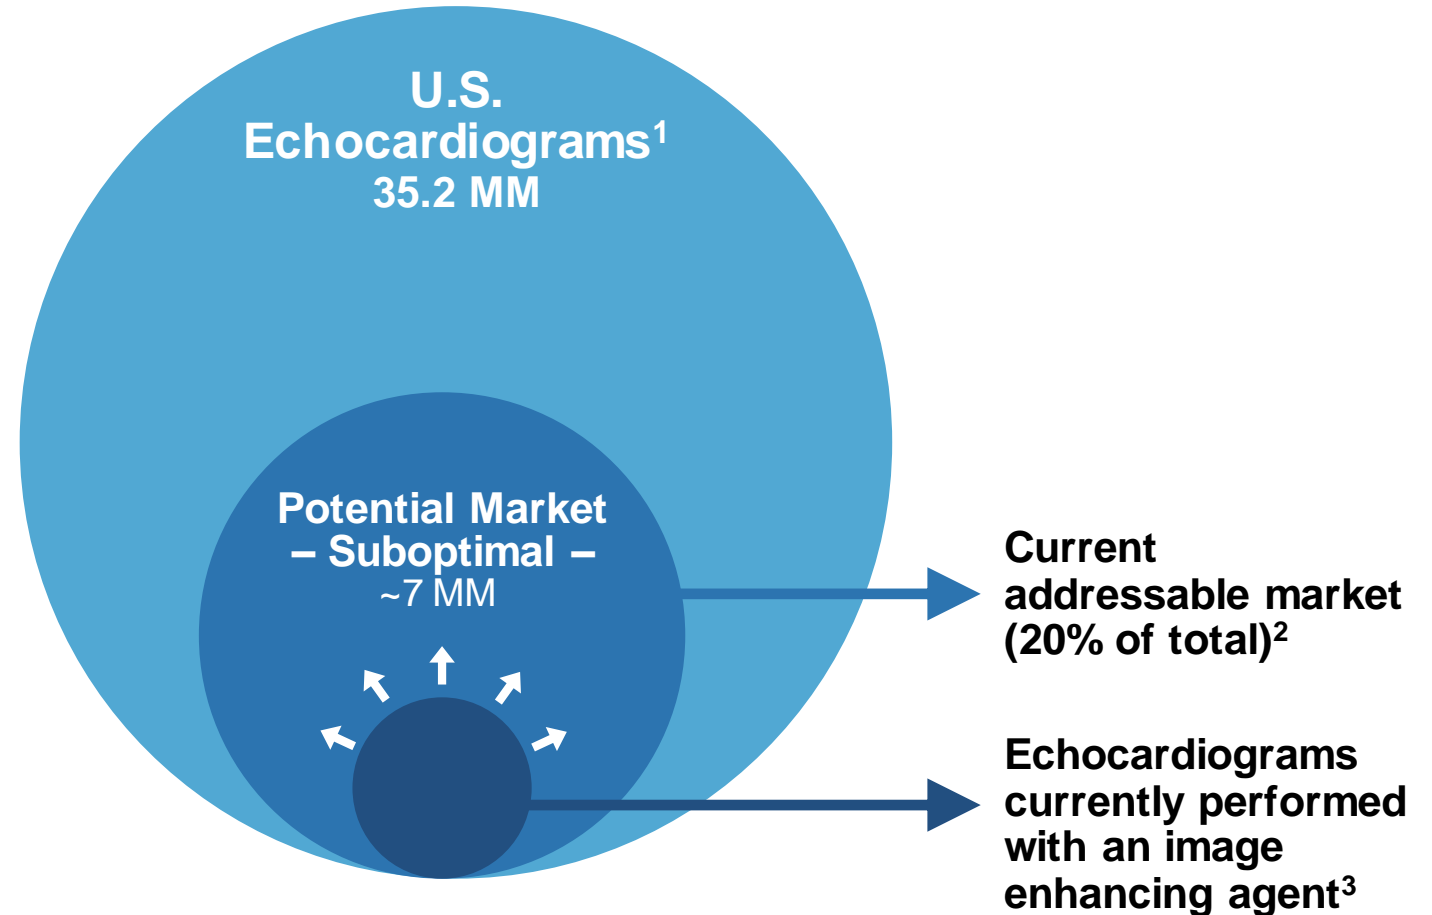 U.S.
Echocardiograms¹
35.2 MM
Potential Market
– Suboptimal –
~7 MM
Current
addressable market
(20% of total)²
Echocardiograms
currently performed
with an image
enhancing agent³